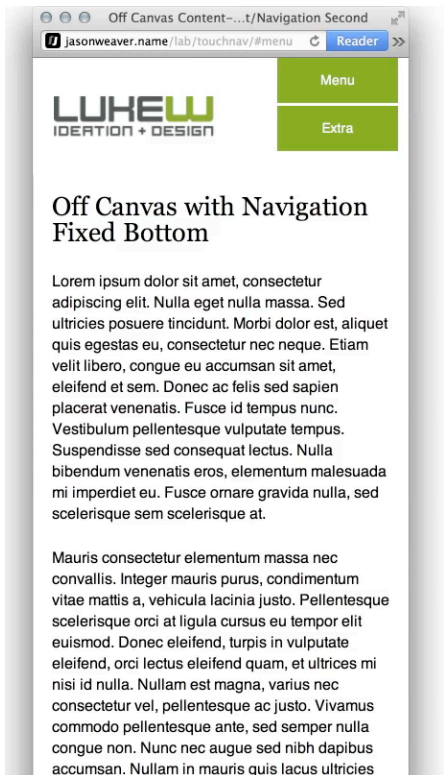 Off Canvas Content-...t/Navigation Second
jasonweaver.name/lab/touchnav/#menu
Reader
Menu
LUKEW
IDEATION + DESIGN
Extra
Off Canvas with Navigation
Fixed Bottom
Lorem ipsum dolor sit amet, consectetur
adipiscing elit. Nulla eget nulla massa. Sed
ultricies posuere tincidunt. Morbi dolor est, aliquet
quis egestas eu, consectetur nec neque. Etiam
velit libero, congue eu accumsan sit amet,
eleifend et sem. Donec ac felis sed sapien
placerat venenatis. Fusce id tempus nunc.
Vestibulum pellentesque vulputate tempus.
Suspendisse sed consequat lectus. Nulla
bibendum venenatis eros, elementum malesuada
mi imperdiet eu. Fusce ornare gravida nulla, sed
scelerisque sem scelerisque at.
Mauris consectetur elementum massa nec
convallis. Integer mauris purus, condimentum
vitae mattis a, vehicula lacinia justo. Pellentesque
scelerisque orci at ligula cursus eu tempor elit
euismod. Donec eleifend, turpis in vulputate
eleifend, orci lectus eleifend quam, et ultrices mi
nisi id nulla. Nullam est magna, varius nec
consectetur vel, pellentesque ac justo. Vivamus
commodo pellentesque ante, sed semper nulla
congue non. Nunc nec augue sed nibh dapibus
accumsan. Nullam in mauris quis lacus ultricies